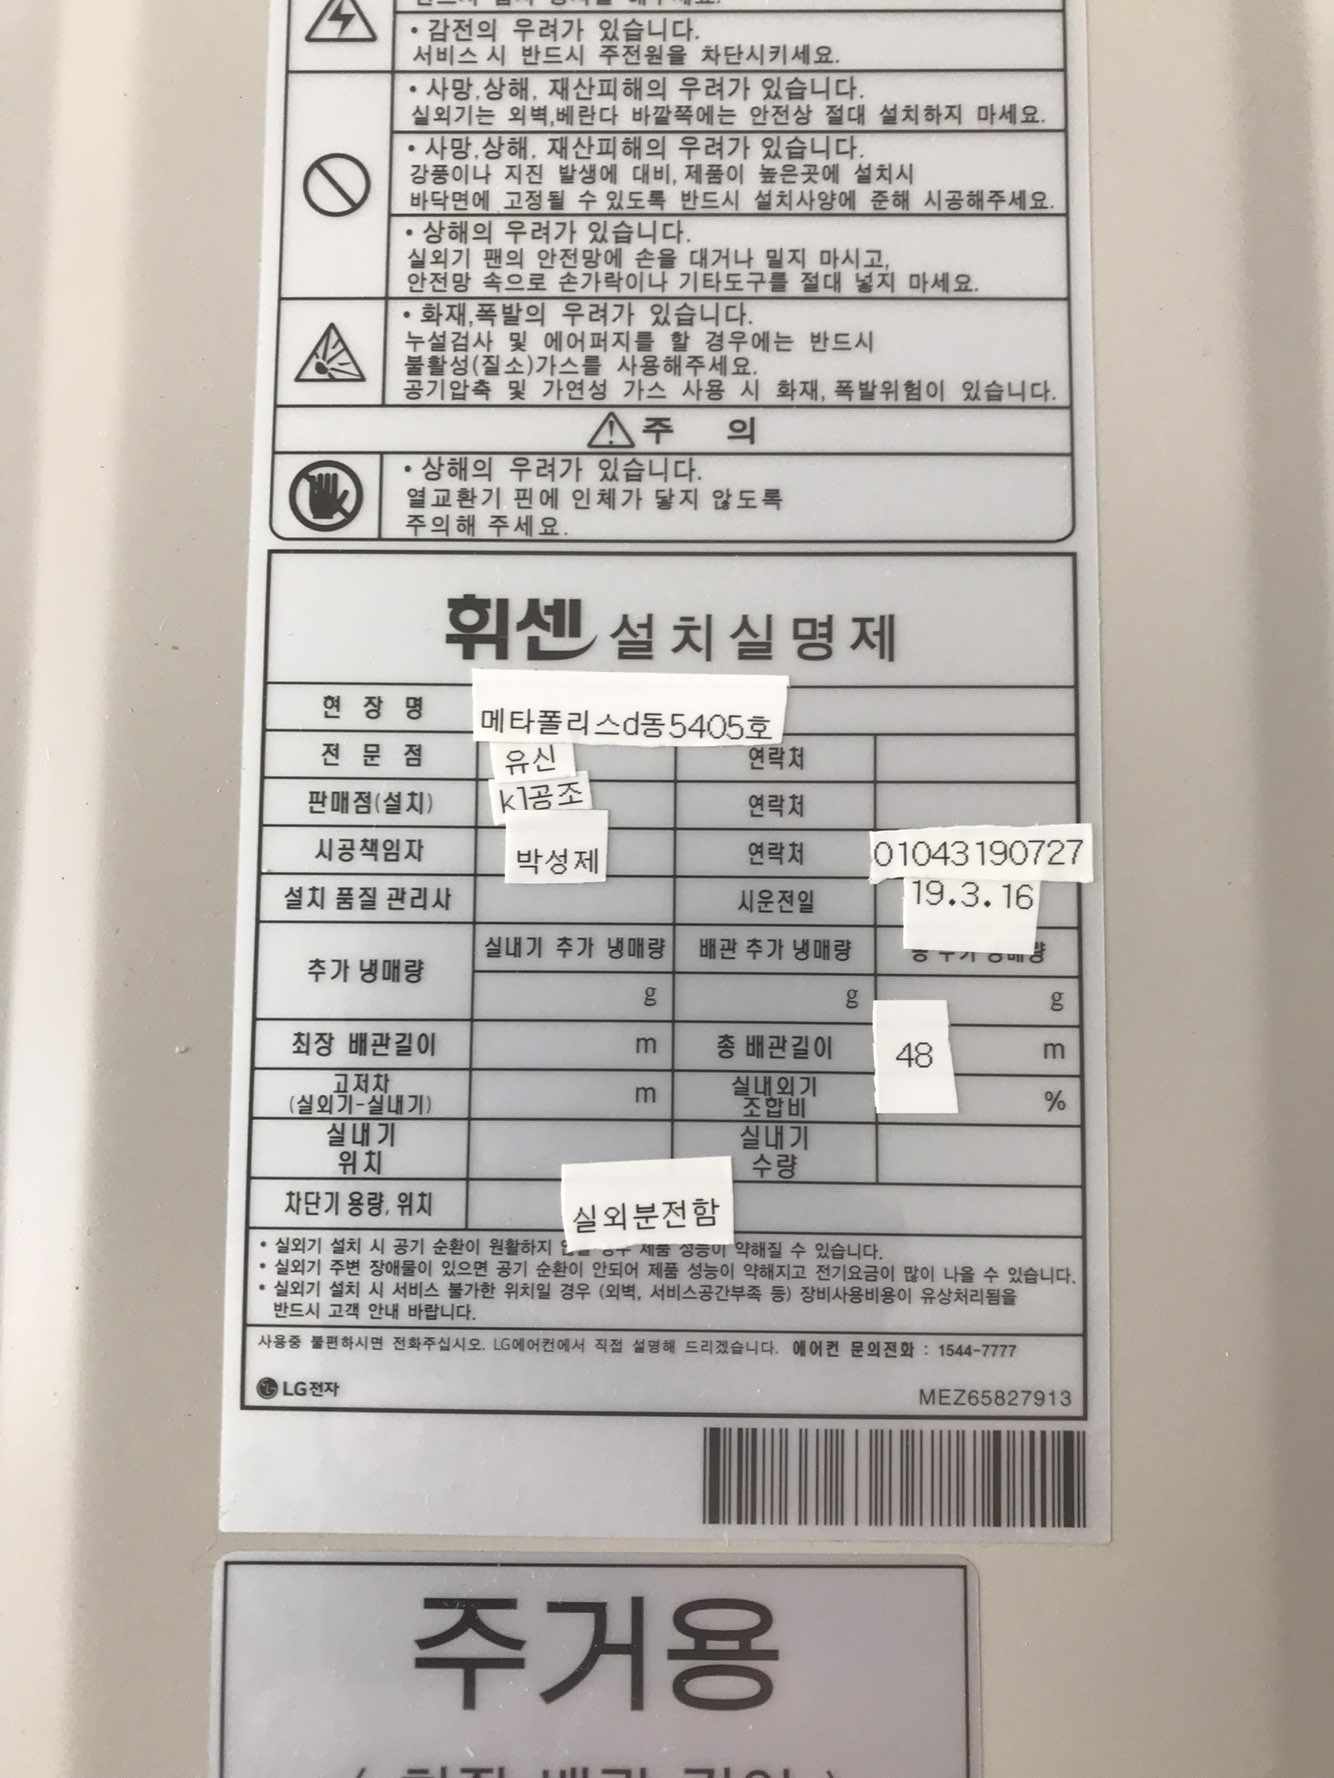 • 감전의 우려가 있습니다.
서비스 시 반드시 주전원을 차단시키세요.
• 사망,상해, 재산피해의 우려가 있습니다.
실외기는 외벽,베란다 바깥쪽에는 안전상 절대 설치하지 마세요.
• 사망,상해, 재산피해의 우려가 있습니다.
강풍이나 지진 발생에 대비, 제품이 높은곳에 설치시
바닥면에 고정될 수 있도록 반드시 설치사양에 준해 시공해주세요.
• 상해의 우려가 있습니다.
실외기 팬의 안전망에 손을 대거나 밀지 마시고,
안전망 속으로 손가락이나 기타도구를 절대 넣지 마세요.
• 화재,폭발의 우려가 있습니다.
누설검사 및 에어퍼지를 할 경우에는 반드시
불활성(질소)가스를 사용해주세요.
공기압축 및 가연성 가스 사용 시 화재, 폭발위험이 있습니다.
주 의
• 상해의 우려가 있습니다.
열교환기 핀에 인체가 닿지 않도록
주의해 주세요.
휘센 설치실명제
현 장 명 메타폴리스d동5405호
전 문 점 유신 연락처
판매점(설치) k1공조 연락처
시공책임자 박성제 연락처 01043190727
설치 품질 관리사 시운전일 19.3.16
추가 냉매량 실내기 추가 냉매량 배관 추가 냉매량
g g g
최장 배관길이 m 총 배관길이 48 m
고저차 (실외기-실내기) m 실내외기 조합비 %
실내기 위치 실내기 수량
차단기 용량, 위치 실외분전함
* 실외기 설치 시 공기 순환이 원활하지 제품 성능이 약해질 수 있습니다.
* 실외기 주변 장애물이 있으면 공기 순환이 안되어 제품 성능이 약해지고 전기요금이 많이 나올 수 있습니다.
* 실외기 설치 시 서비스 불가한 위치일 경우 (외벽, 서비스공간부족 등) 장비사용비용이 유상처리됨을
반드시 고객 안내 바랍니다.
사용중 불편하시면 전화주십시오. LG에어컨에서 직접 설명해 드리겠습니다. 에어컨 문의전화 : 1544-7777
LG전자 MEZ65827913
주거용